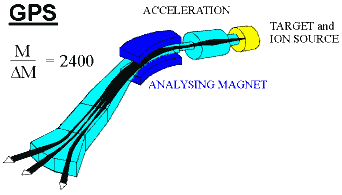 GPS
ACCELERATION
TARGET and
ION SOURCE
M
ΔM
= 2400
ANALYSING MAGNET